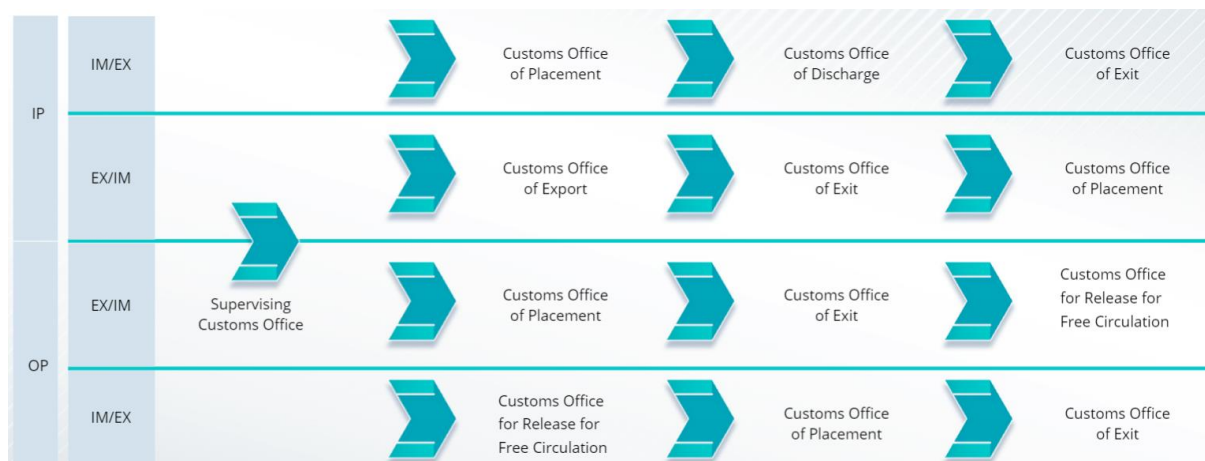 IP
IM/EX
Customs Office
of Placement
Customs Office
of Discharge
Customs Office
of Exit
EX/IM
Customs Office
of Export
Customs Office
of Exit
Customs Office
of Placement
Supervising
Customs Office
OP
EX/IM
Customs Office
of Placement
Customs Office
of Exit
Customs Office
for Release for
Free Circulation
IM/EX
Customs Office
for Release for
Free Circulation
Customs Office
of Placement
Customs Office
of Exit